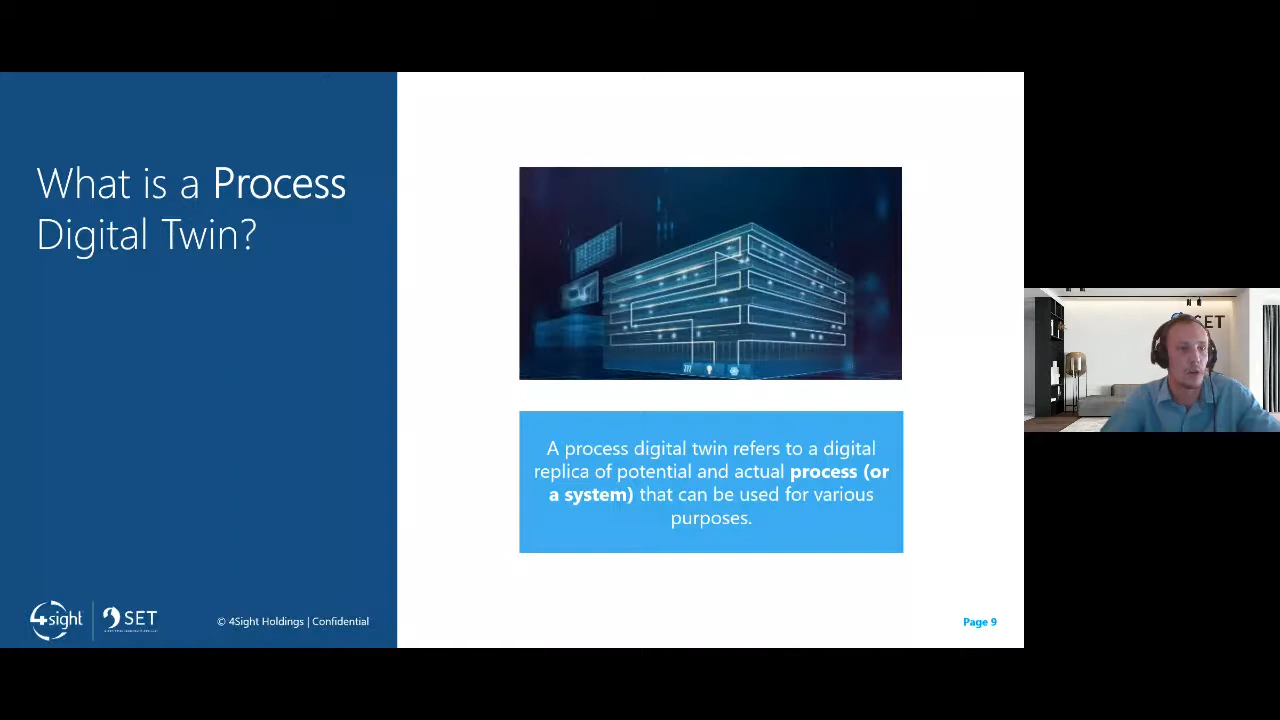 What is a Process
Digital Twin?
A process digital twin refers to a digital
replica of potential and actual process (or
a system) that can be used for various
purposes.
4sight
SET
© 4Sight Holdings | Confidential
Page 9
SET